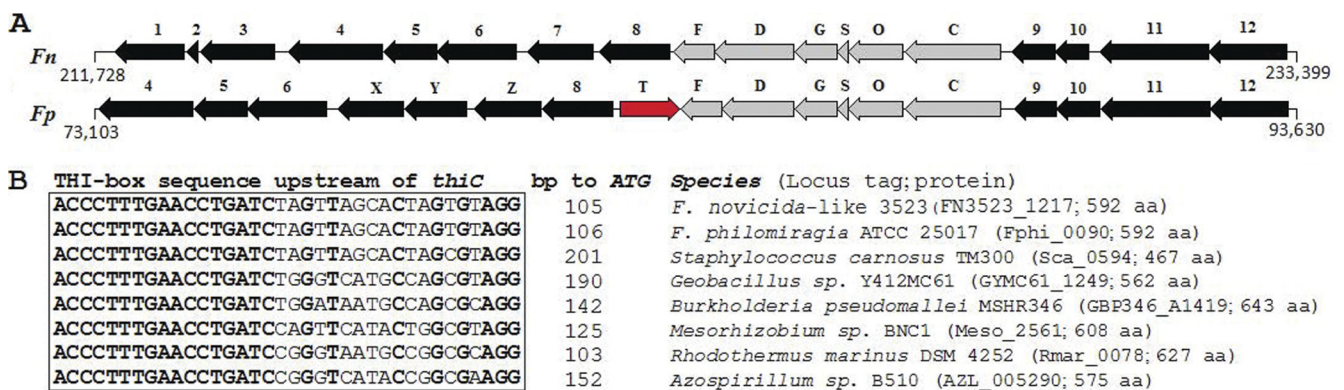 A
1 2 3 4 5 6 7 8 F D G S O C 9 10 11 12
Fn
211,728 233,399
4 5 6 X Y Z 8 T F D G S O C 9 10 11 12
Fp
73,103 93,630
B THI-box sequence upstream of thiC bp to ATG Species (Locus tag; protein)
ACCCTTTGAACCTGATCTAGTTAGCACTAGTGTAGG 105 F. novicida-like 3523 (FN3523_1217; 592 aa)
ACCCTTTGAACCTGATCTAGTTAGCACTAGTGTAGG 106 F. philomiragia ATCC 25017 (Fphi_0090; 592 aa)
ACCCTTTGAACCTGATCTAGTTAGCACTAGCGTAGG 201 Staphylococcus carnosus TM300 (Sca_0594; 467 aa)
ACCCTTTGAACCTGATCTGGGTCATGCCAGCGCAGG 190 Geobacillus sp. Y412MC61 (GYMC61_1249; 562 aa)
ACCCTTTGAACCTGATCTGGATAATGCCAGCGCAGG 142 Burkholderia pseudomallei MSHR346 (GBP346_A1419; 643 aa)
ACCCTTTGAACCTGATCCAGTTCATACTGGCGTAGG 125 Mesorhizobium sp. BNC1 (Meso_2561; 608 aa)
ACCCTTTGAACCTGATCCGGGTAATGCCGGCGCAGG 103 Rhodothermus marinus DSM 4252 (Rmar_0078; 627 aa)
ACCCTTTGAACCTGATCCGGGTCATACCGGCGAAGG 152 Azospirillum sp. B510 (AZL_005290; 575 aa)